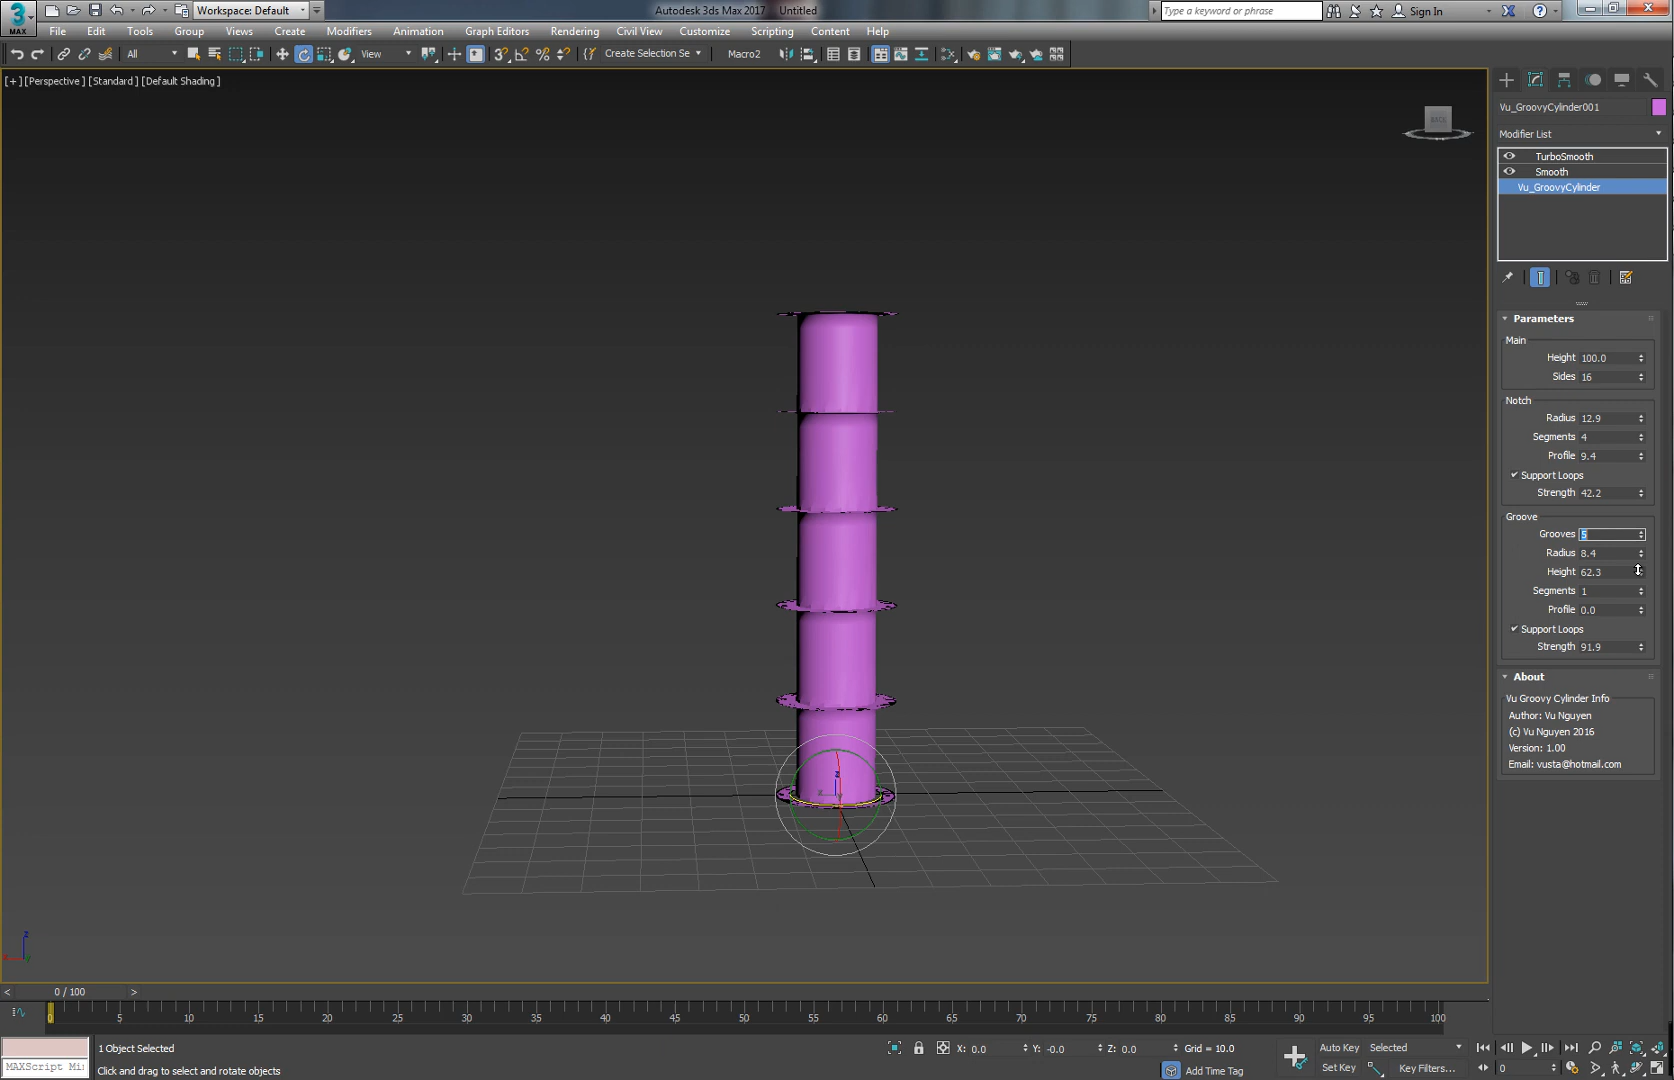 3
MAX
Workspace: Default
Autodesk 3ds Max 2017    Untitled
Type a keyword or phrase
Sign In
File Edit Tools Group Views Create Modifiers Animation Graph Editors Rendering Civil View Customize Scripting Content Help
All
View
Create Selection Se
Macro2
[+] [Perspective] [Standard] [Default Shading]
BACK
Vu_GroovyCylinder001
Modifier List
TurboSmooth
Smooth
Vu_GroovyCylinder
Parameters
Main
Height 100.0
Sides 16
Notch
Radius 12.9
Segments 4
Profile 9.4
Support Loops
Strength 42.2
Groove
Grooves 5
Radius 8.4
Height 62.3
Segments 1
Profile 0.0
Support Loops
Strength 91.9
About
Vu Groovy Cylinder Info
Author: Vu Nguyen
(c) Vu Nguyen 2016
Version: 1.00
Email: vusta@hotmail.com
z
x
z
x y
< 0 / 100 >
0 5 10 15 20 25 30 35 40 45 50 55 60 65 70 75 80 85 90 95 100
1 Object Selected
X: 0.0 Y: -0.0 Z: 0.0 Grid = 10.0
Auto Key Selected
MAXScript Mi
Click and drag to select and rotate objects
Add Time Tag
Set Key Key Filters...
0